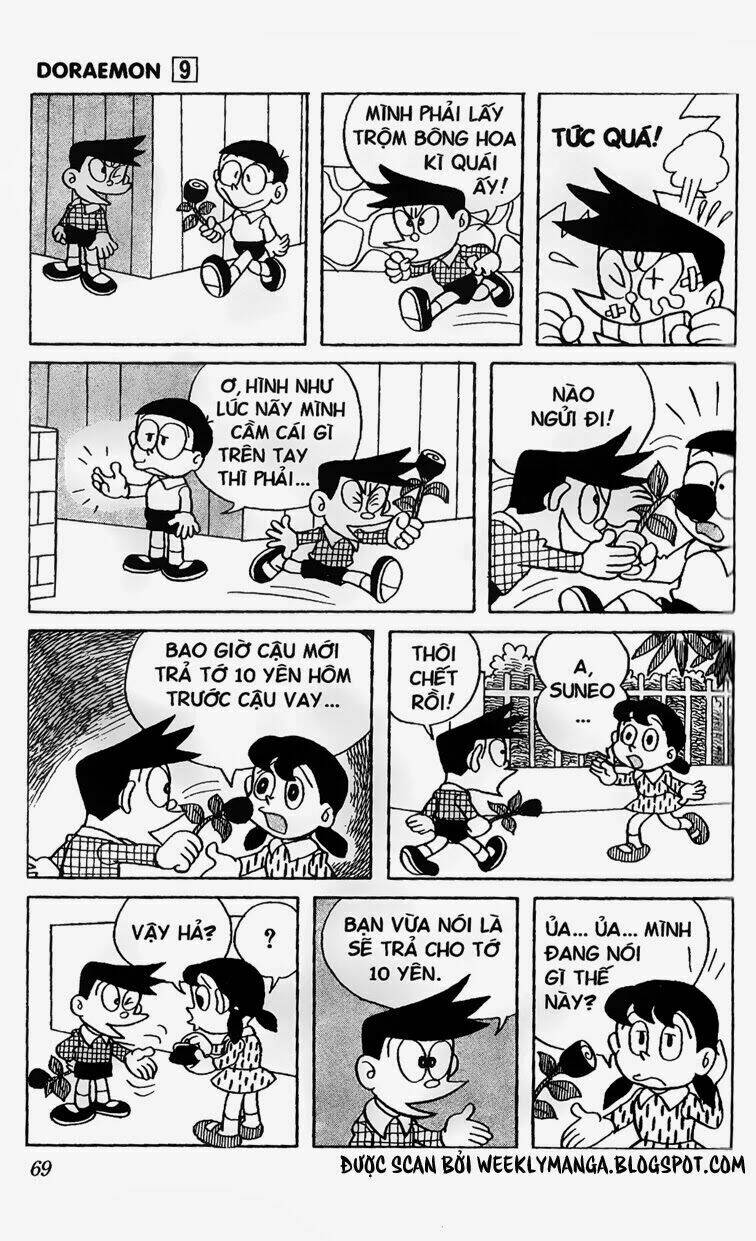 DORAEMON 9
TỨC QUÁ!
MÌNH PHẢI LẤY
TRỘM BÔNG HOA
KÌ QUÁI
ẤY!
NÀO
NGỬI ĐI!
Ơ, HÌNH NHƯ
LÚC NÃY MÌNH
CẦM CÁI GÌ
TRÊN TAY
THÌ PHẢI...
A,
SUNEO
...
THÔI
CHẾT
RỒI!
BAO GIỜ CẬU MỚI
TRẢ TỚ 10 YÊN HÔM
TRƯỚC CẬU VAY...
ỦA... ỦA... MÌNH
ĐANG NÓI
GÌ THẾ
NÀY?
BẠN VỪA NÓI LÀ
SẼ TRẢ CHO TỚ
10 YÊN.
?
VẬY HẢ?
69
ĐƯỢC SCAN BỞI WEEKLYMANGA.BLOGSPOT.COM